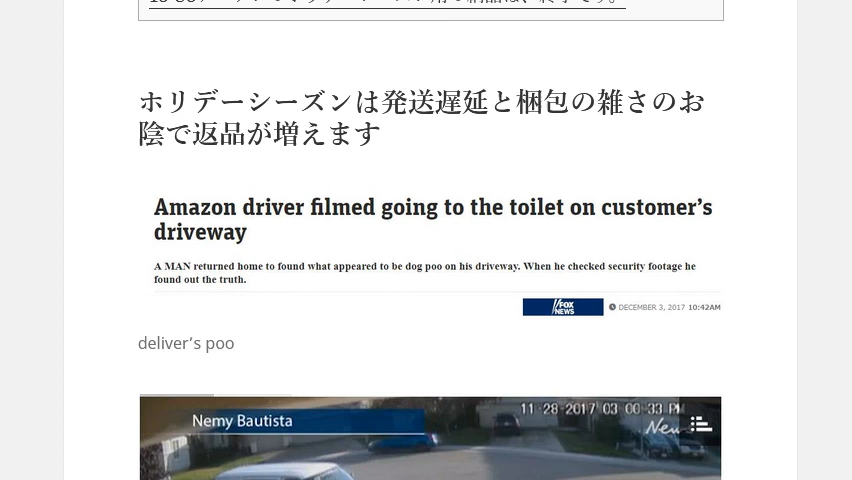 ホリデーシーズンは発送遅延と梱包の雑さのお
陰で返品が増えます
Amazon driver filmed going to the toilet on customer's
driveway
A MAN returned home to found what appeared to be dog poo on his driveway. When he checked security footage he
found out the truth.
FOX
NEWS
DECEMBER 3, 2017 10:42AM
deliver's poo
11-28-2017 03 00 33 PM
Nemy Bautista
New